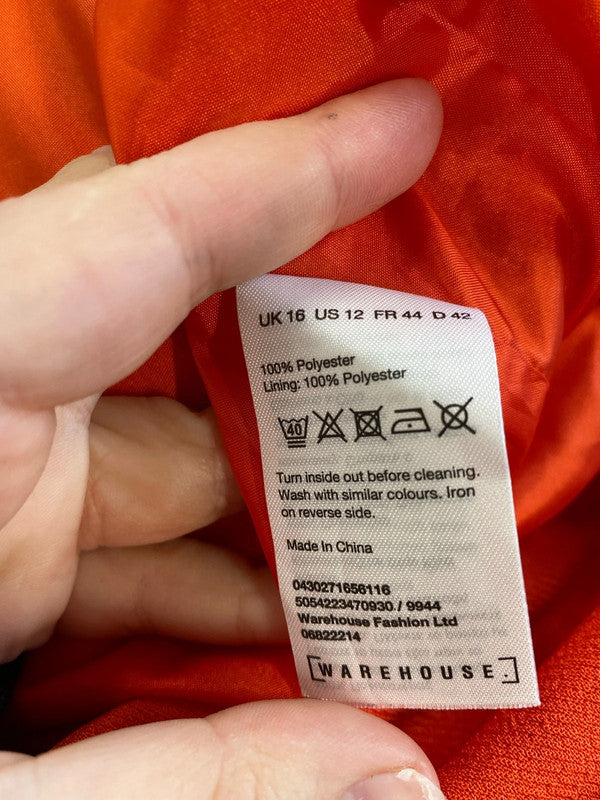 UK 16 US 12 FR 44 D 42
100% Polyester
Lining: 100% Polyester
40
Turn inside out before cleaning.
Wash with similar colours. Iron
on reverse side.
Made In China
0430271656116
5054223470930 / 9944
Warehouse Fashion Ltd
06822214
[WAREHOUSE.]